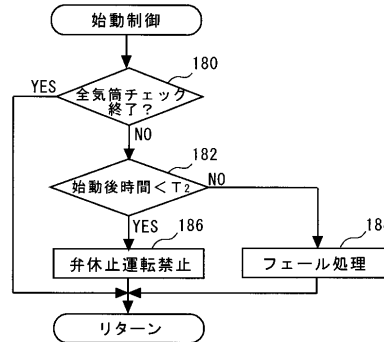 始動制御
180
YES
全気筒チェック
終了？
NO
182
始動後時間＜T₂
NO
YES
186
弁休止運転禁止
フェール処理
リターン